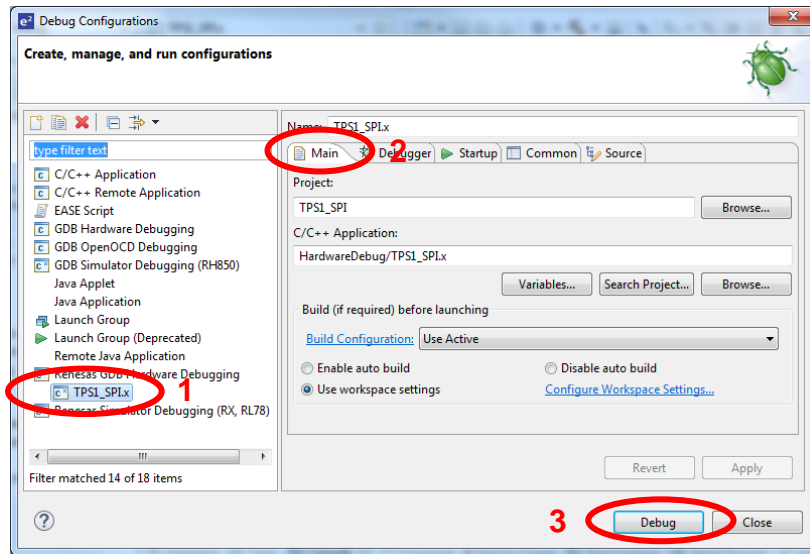 e² Debug Configurations
Create, manage, and run configurations
type filter text
C/C++ Application
C/C++ Remote Application
EASE Script
GDB Hardware Debugging
GDB OpenOCD Debugging
GDB Simulator Debugging (RH850)
Java Applet
Java Application
Launch Group
Launch Group (Deprecated)
Remote Java Application
Renesas GDB Hardware Debugging
TPS1_SPI.x
1
Renesas Simulator Debugging (RX, RL78)
Filter matched 14 of 18 items
Name: TPS1_SPI.x
Main 2 Debugger Startup Common Source
Project:
TPS1_SPI Browse...
C/C++ Application:
HardwareDebug/TPS1_SPI.x
Variables... Search Project... Browse...
Build (if required) before launching
Build Configuration: Use Active
Enable auto build Disable auto build
Use workspace settings Configure Workspace Settings...
Revert Apply
? 3 Debug Close